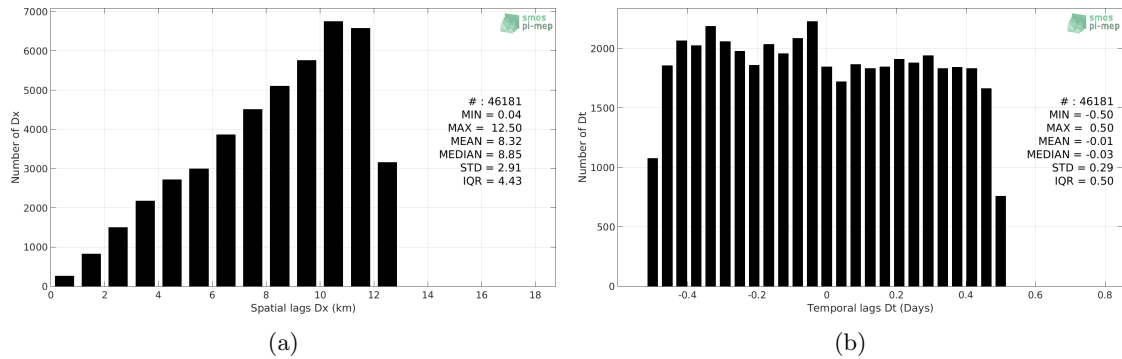 7000
6000
5000
4000
3000
2000
1000
0
Number of Dx
smos
pi-mep
# : 46181
MIN = 0.04
MAX = 12.50
MEAN = 8.32
MEDIAN = 8.85
STD = 2.91
IQR = 4.43
0 2 4 6 8 10 12 14 16 18
Spatial lags Dx (km)
(a)
2000
1500
1000
500
0
Number of Dt
smos
pi-mep
# : 46181
MIN = -0.50
MAX = 0.50
MEAN = -0.01
MEDIAN = -0.03
STD = 0.29
IQR = 0.50
-0.4 -0.2 0 0.2 0.4 0.6 0.8
Temporal lags Dt (Days)
(b)